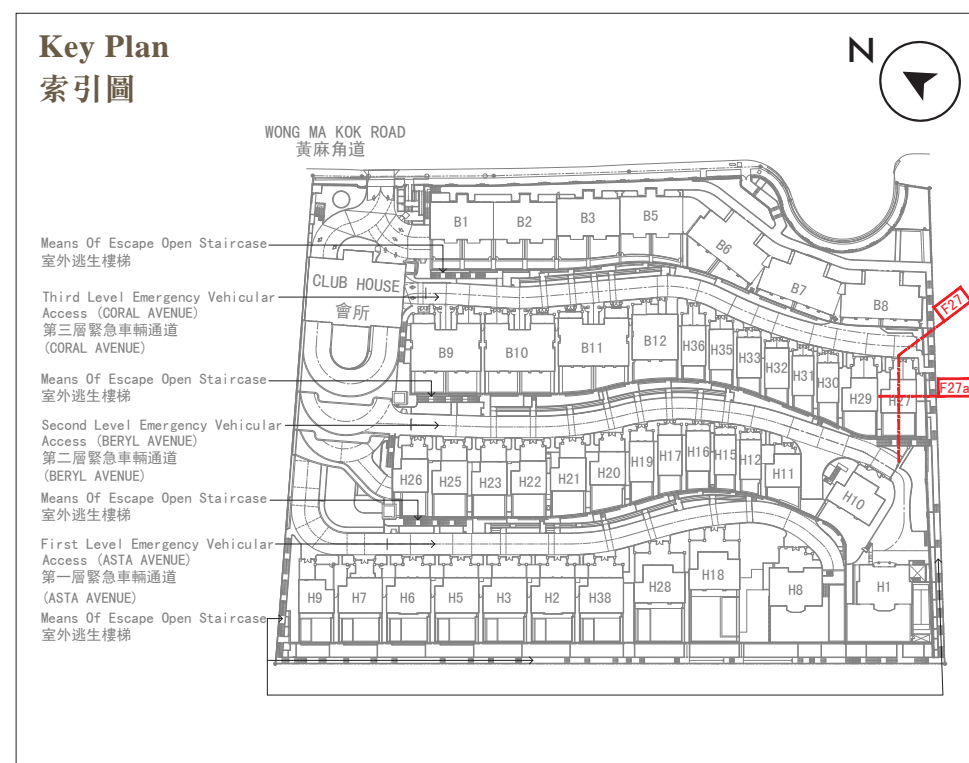 Key Plan
索引圖
N
WONG MA KOK ROAD
黃麻角道
Means Of Escape Open Staircase
室外逃生樓梯
Third Level Emergency Vehicular
Access (CORAL AVENUE)
第三層緊急車輛通道
(CORAL AVENUE)
Means Of Escape Open Staircase
室外逃生樓梯
Second Level Emergency Vehicular
Access (BERYL AVENUE)
第二層緊急車輛通道
(BERYL AVENUE)
Means Of Escape Open Staircase
室外逃生樓梯
First Level Emergency Vehicular
Access (ASTA AVENUE)
第一層緊急車輛通道
(ASTA AVENUE)
Means Of Escape Open Staircase
室外逃生樓梯
CLUB HOUSE
會所
B1
B2
B3
B5
B6
B7
B8
F27
F27a
B9
B10
B11
B12
H36
H35
H33
H32
H31
H30
H29
H27
H26
H25
H23
H22
H21
H20
H19
H17
H16
H15
H12
H11
H10
H9
H7
H6
H5
H3
H2
H38
H28
H18
H8
H1